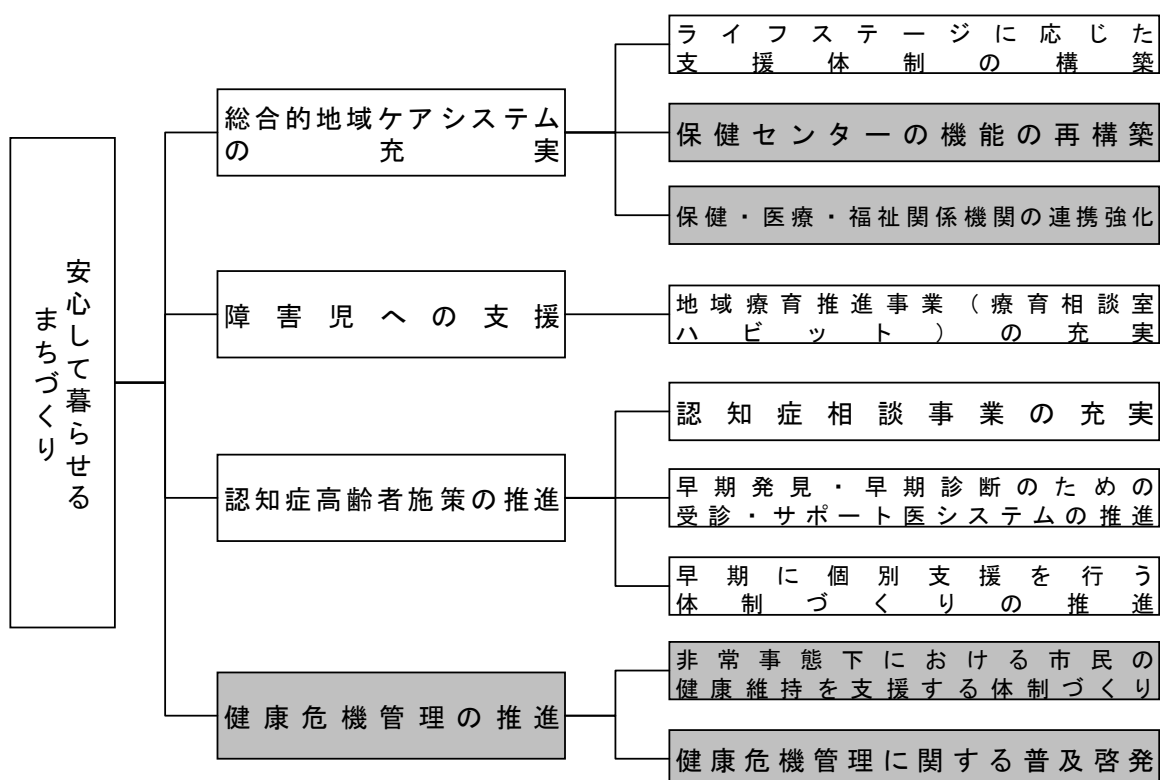 安心して暮らせる
まちづくり
総合的地域ケアシステム
の充実
ライフステージに応じた
支援体制の構築
保健センターの機能の再構築
保健・医療・福祉関係機関の連携強化
障害児への支援
地域療育推進事業（療育相談室
ハビット）の充実
認知症高齢者施策の推進
認知症相談事業の充実
早期発見・早期診断のための
受診・サポート医システムの推進
早期に個別支援を行う
体制づくりの推進
健康危機管理の推進
非常事態下における市民の
健康維持を支援する体制づくり
健康危機管理に関する普及啓発